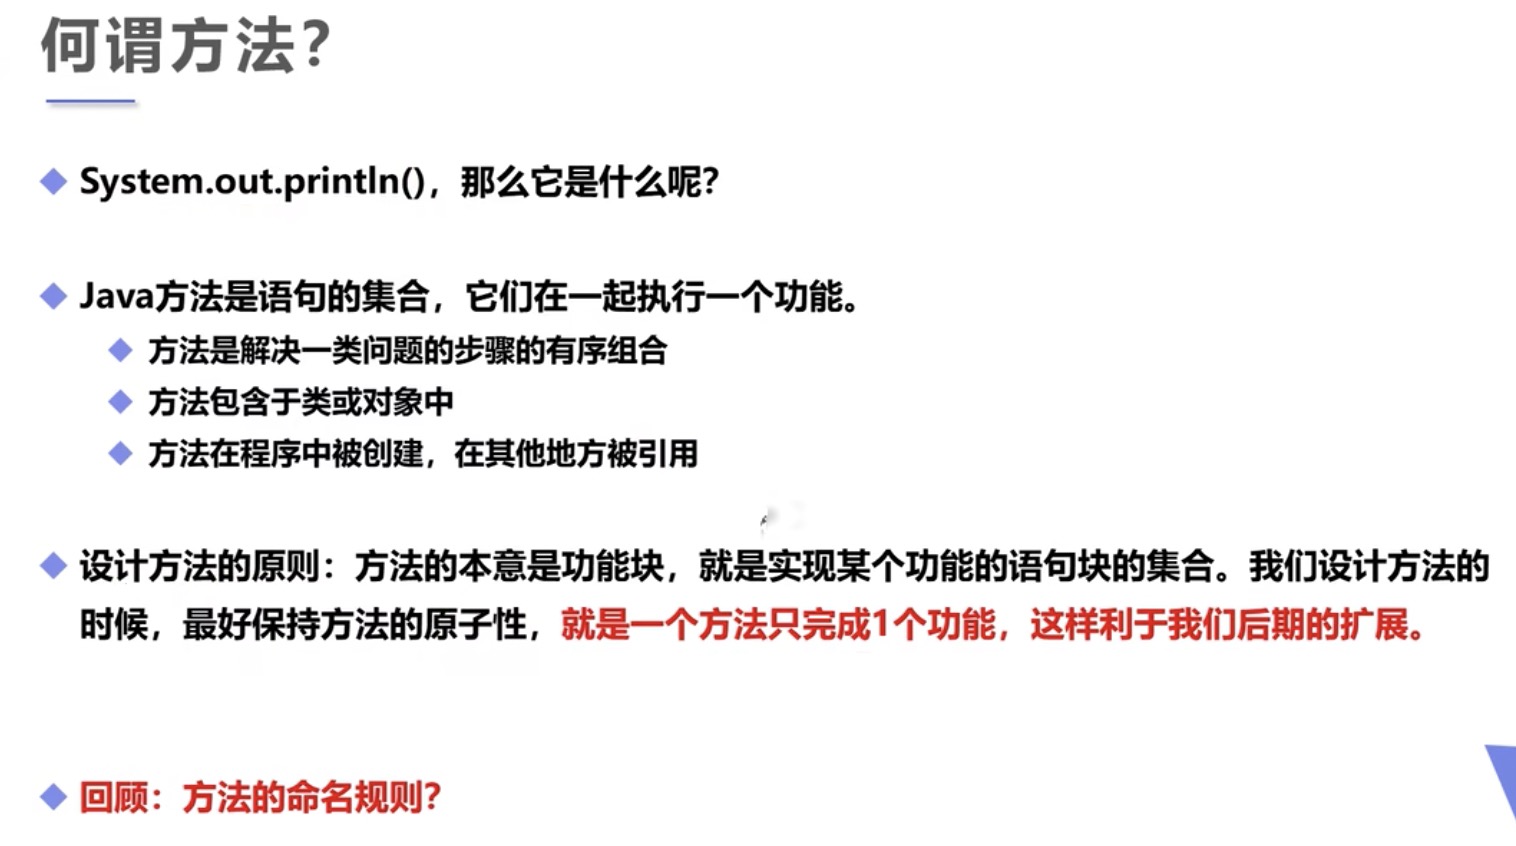 何谓方法？
System.out.println()，那么它是什么呢？
Java方法是语句的集合，它们在一起执行一个功能。
方法是解决一类问题的步骤的有序组合
方法包含于类或对象中
方法在程序中被创建，在其他地方被引用
设计方法的原则：方法的本意是功能块，就是实现某个功能的语句块的集合。我们设计方法的
时候，最好保持方法的原子性，就是一个方法只完成1个功能，这样利于我们后期的扩展。
回顾：方法的命名规则？